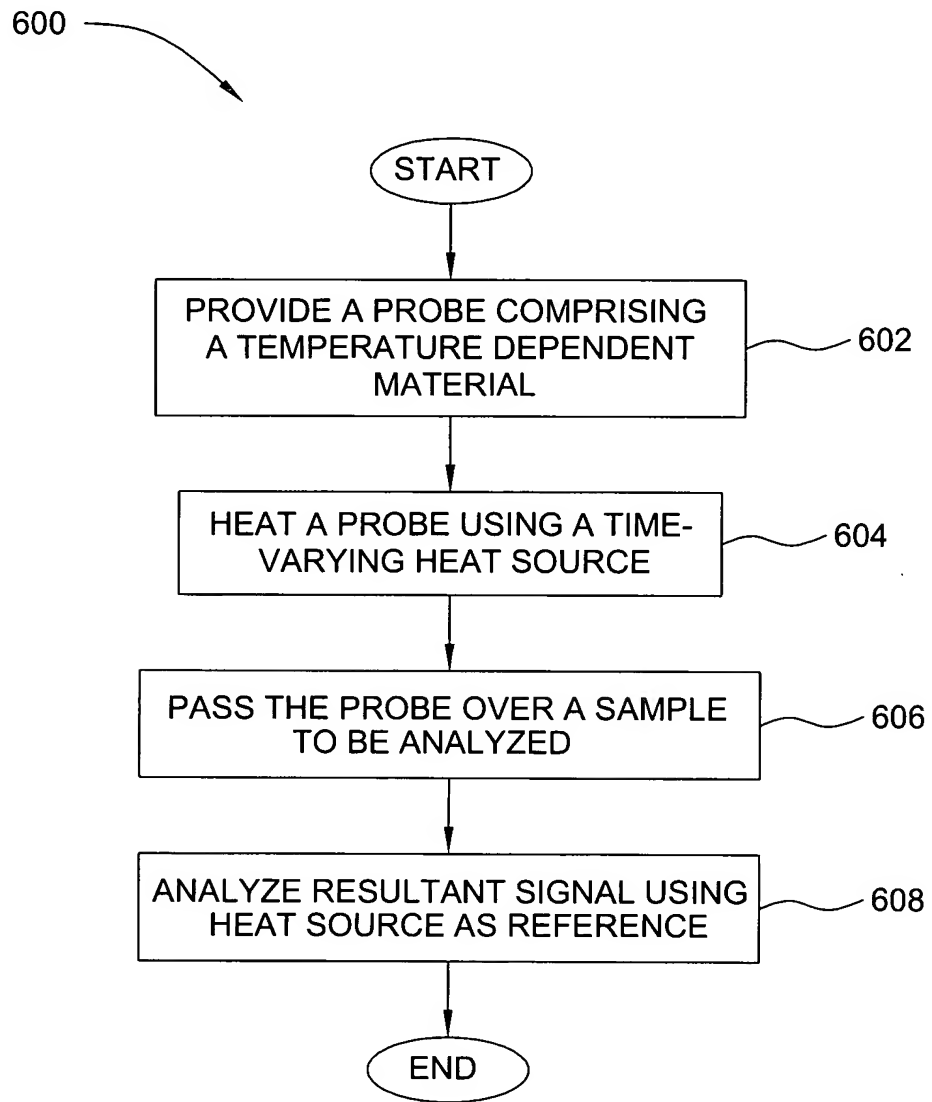 600
START
PROVIDE A PROBE COMPRISING
A TEMPERATURE DEPENDENT
MATERIAL
602
HEAT A PROBE USING A TIME-
VARYING HEAT SOURCE
604
PASS THE PROBE OVER A SAMPLE
TO BE ANALYZED
606
ANALYZE RESULTANT SIGNAL USING
HEAT SOURCE AS REFERENCE
608
END